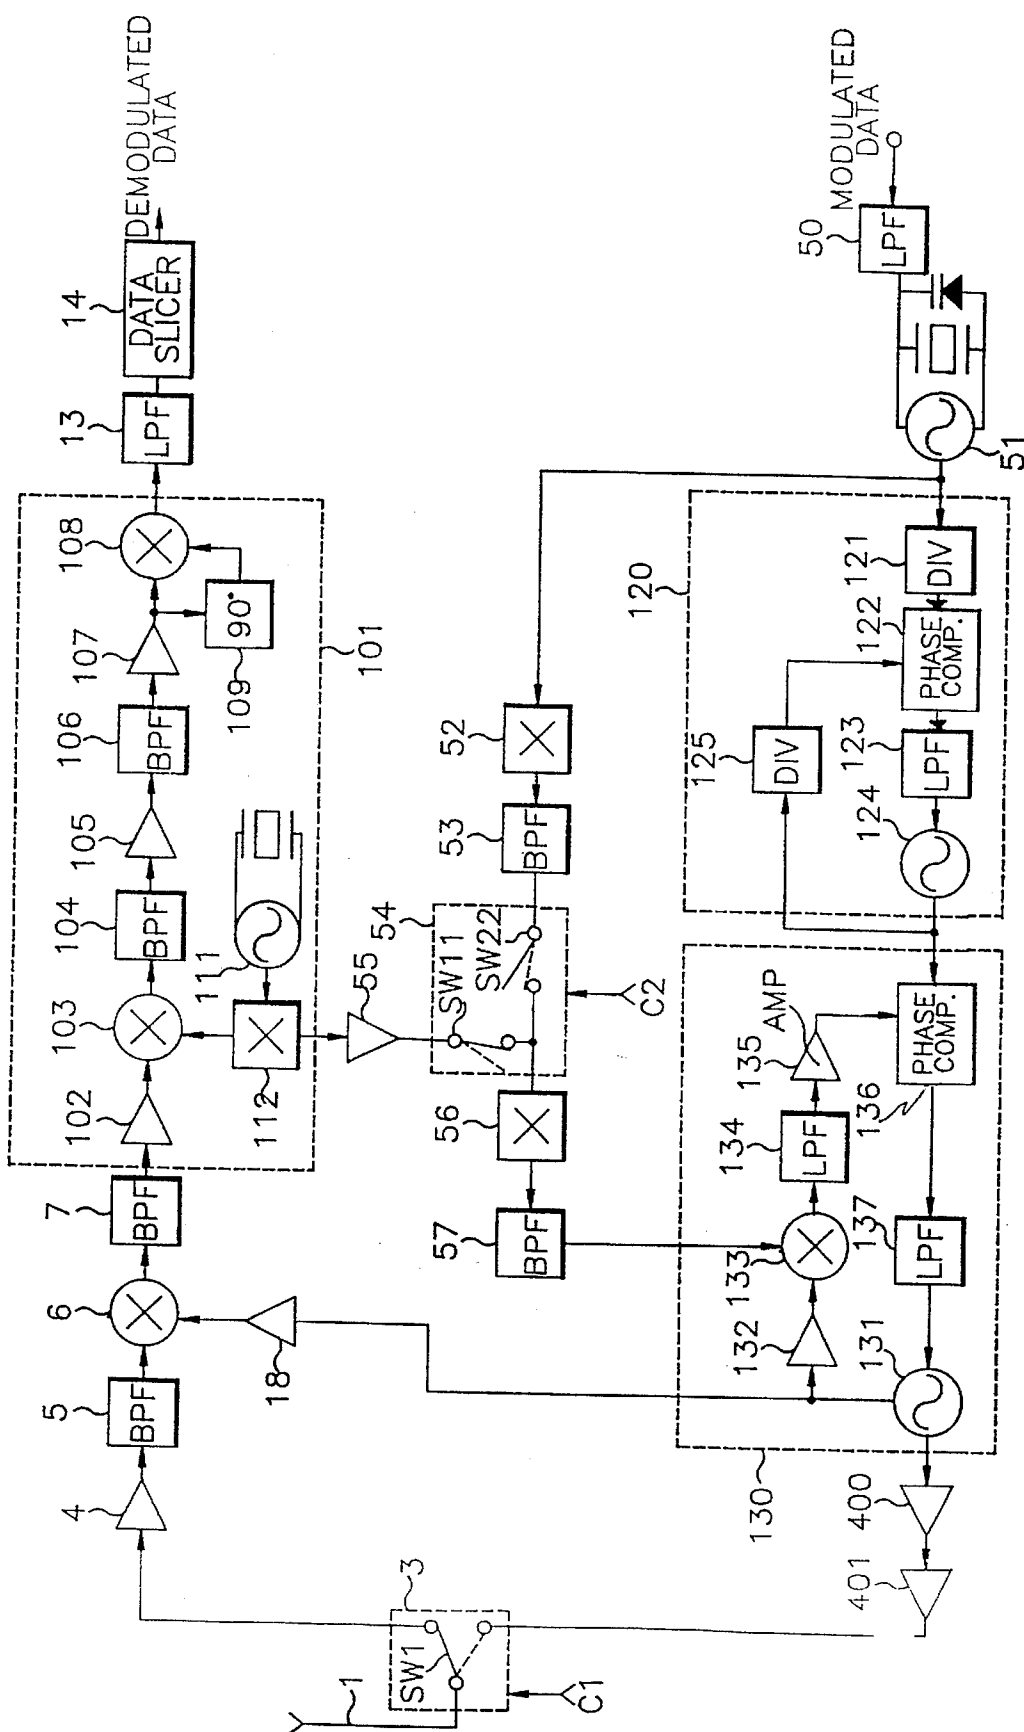 DEMODULATED
DATA
14
DATA
SLICER
13
LPF
108
90°
109
107
106
BPF
105
104
BPF
103
102
101
111
112
7
BPF
6
5
BPF
4
18
55
54
SW11
SW22
C2
53
BPF
52
56
57
BPF
3
SW1
C1
1
MODULATED
DATA
50
LPF
51
120
121
DIV
122
PHASE
COMP.
123
LPF
124
125
DIV
130
131
132
133
134
LPF
135
AMP
136
PHASE
COMP.
137
LPF
400
401